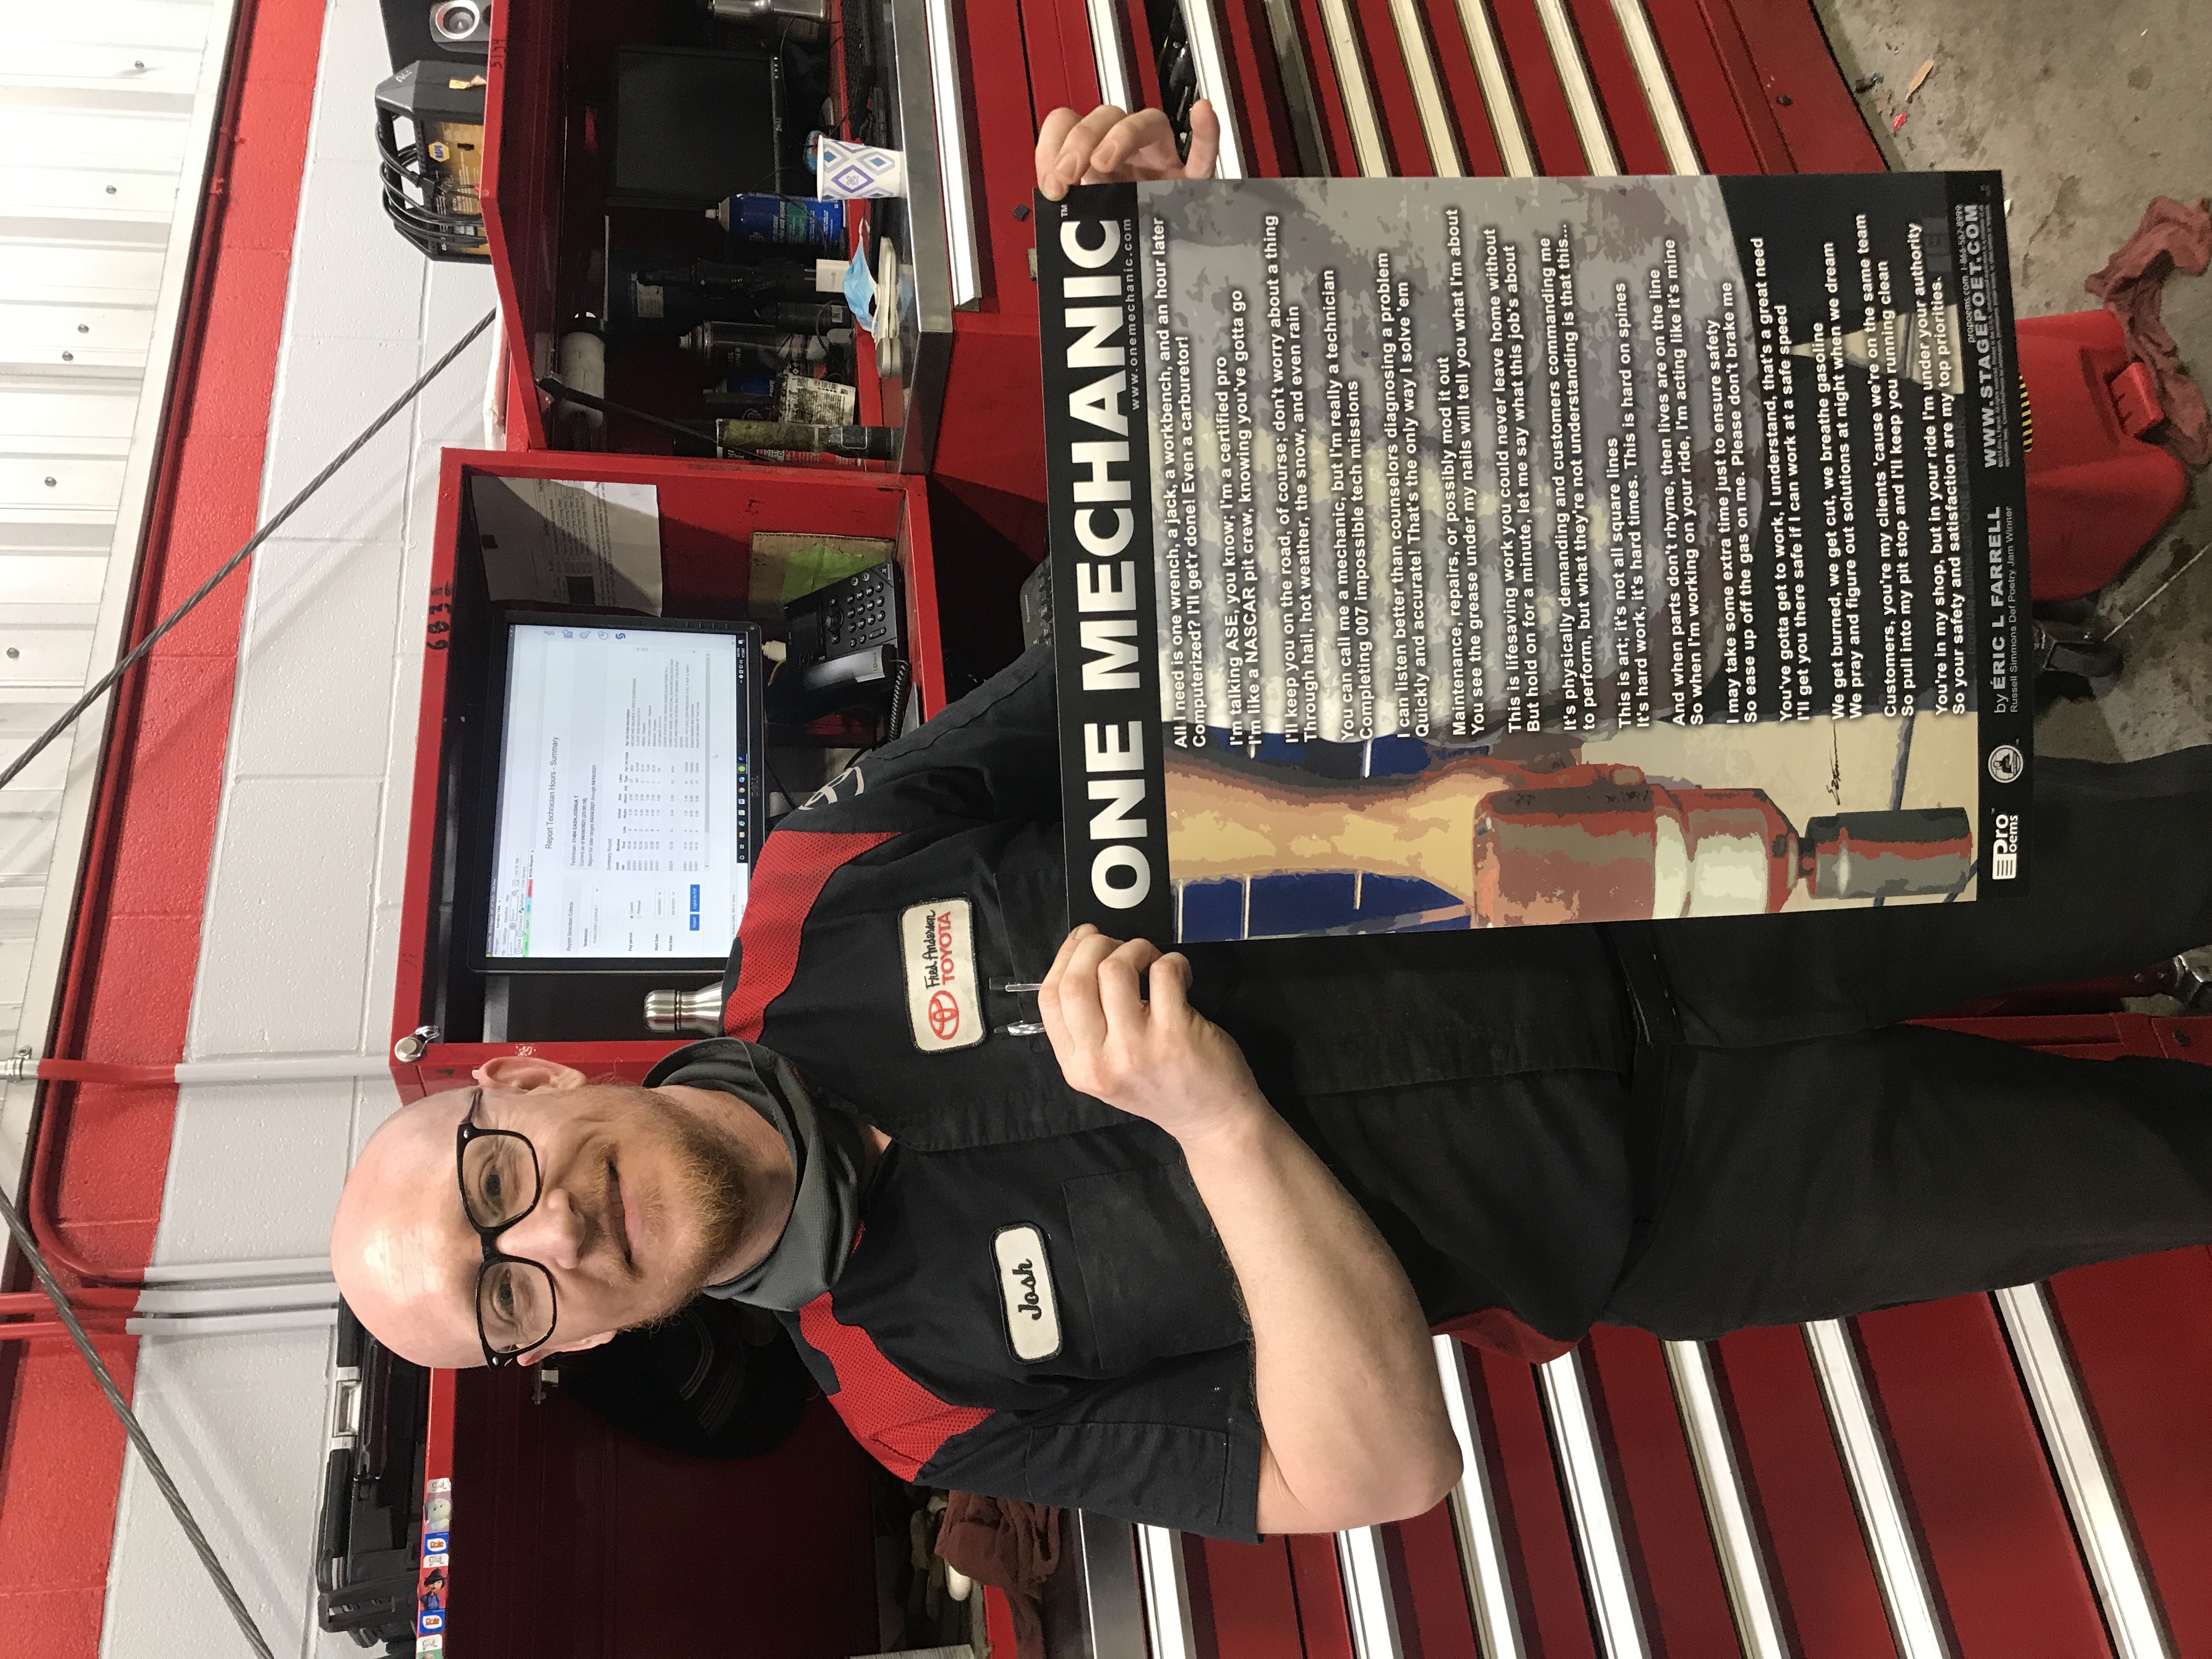 ONE MECHANIC™
www.onemechanic.com
All I need is one wrench, a jack, a workbench, and an hour later
Computerized? I'll get'r done! Even a carburetor!
I'm talking ASE, you know; I'm a certified pro
I'm like a NASCAR pit crew, knowing you've gotta go
I'll keep you on the road, of course; don't worry about a thing
Through hail, hot weather, the snow, and even rain
You can call me a mechanic, but I'm really a technician
Completing 007 impossible tech missions
I can listen better than counselors diagnosing a problem
Quickly and accurate! That's the only way I solve 'em
Maintenance, repairs, or possibly mod it out
You see the grease under my nails will tell you what I'm about
This is lifesaving work you could never leave home without
But hold on for a minute, let me say what this job's about
It's physically demanding and customers commanding me
to perform, but what they're not understanding is that this...
This is art; it's not all square lines
It's hard work, it's hard times. This is hard on spines
And when parts don't rhyme, then lives are on the line
So when I'm working on your ride, I'm acting like it's mine
I may take some extra time just to ensure safety
So ease up off the gas on me. Please don't brake me
You've gotta get to work, I understand, that's a great need
I'll get you there safe if I can work at a safe speed
We get burned, we get cut, we breathe gasoline
We pray and figure out solutions at night when we dream
Customers, you're my clients 'cause we're on the same team
So pull into my pit stop and I'll keep you running clean
You're in my shop, but in your ride I'm under your authority
So your safety and satisfaction are my top priorities.
Pro
oems
by ERIC L FARRELL
Russell Simmons Def Poetry Jam Winner
WWW.STAGEPOET.COM
Fred Anderson
TOYOTA
Josh
Report Technician Hours - Summary
DELL
NAPA
Dole
Dole